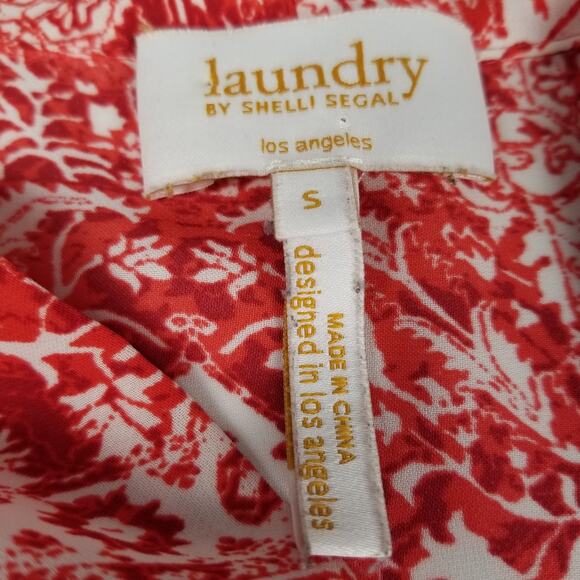 laundry
BY SHELLI SEGAL
los angeles
S
MADE IN CHINA
designed in los angeles